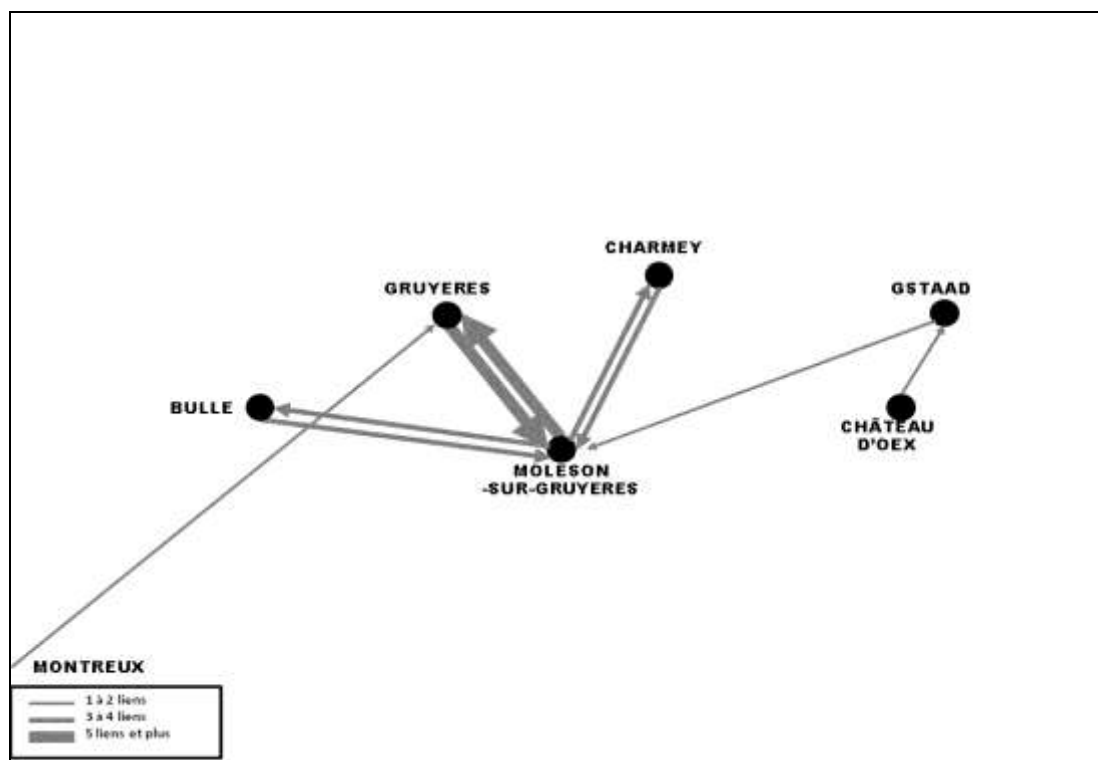 CHARMEY
GRUYERES
GSTAAD
BULLE
CHÂTEAU
D'OEX
MOLESON
-SUR-GRUYERES
MONTREUX
1 à 2 liens
3 à 4 liens
5 liens et plus